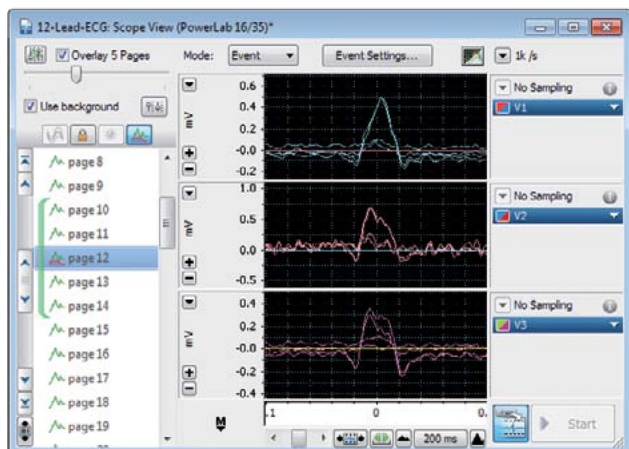 12-Lead-ECG: Scope View (PowerLab 16/35)*
Overlay 5 Pages
Mode: Event
Event Settings...
1k /s
Use background
page 8
page 9
page 10
page 11
page 12
page 13
page 14
page 15
page 16
page 17
page 18
page 19
0.6
0.4
0.2
-0.0
-0.2
mV
No Sampling
V1
1.0
0.5
0.0
-0.5
mV
No Sampling
V2
0.4
0.2
-0.0
-0.2
-0.4
mV
No Sampling
V3
M
.1 0 0.
200 ms
Start